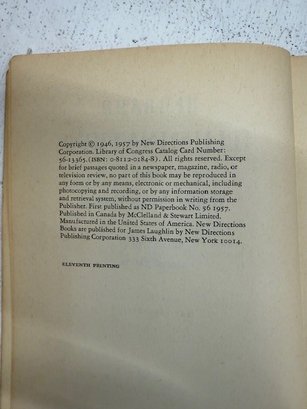 Copyright © 1946, 1957 by New Directions Publishing
Corporation. Library of Congress Catalog Card Number:
56-13365. (ISBN: 0-8112-0184-8). All rights reserved. Except
for brief passages quoted in a newspaper, magazine, radio, or
television review, no part of this book may be reproduced in
any form or by any means, electronic or mechanical, including
photocopying and recording, or by any information storage
and retrieval system, without permission in writing from the
Publisher. First published as ND Paperbook No. 56 1957.
Published in Canada by McClelland & Stewart Limited.
Manufactured in the United States of America. New Directions
Books are published for James Laughlin by New Directions
Publishing Corporation 333 Sixth Avenue, New York 10014.
ELEVENTH PRINTING